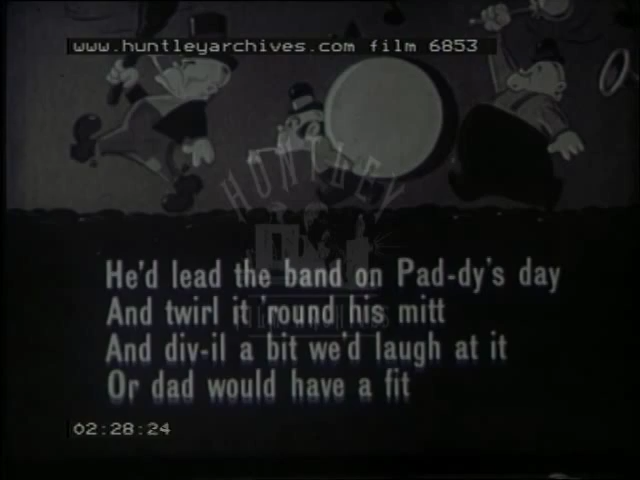 www.huntleyarchives.com film 6853
HUNTLEY
He'd lead the band on Pad-dy's day
And twirl it 'round his mitt
And div-il a bit we'd laugh at it
Or dad would have a fit
02:28:24